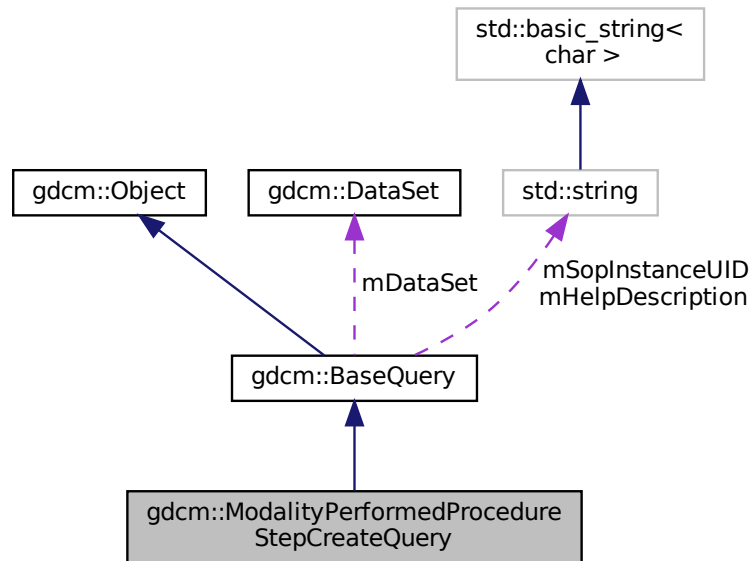 std::basic_string<
char >
gdcm::Object
gdcm::DataSet
std::string
mDataSet
mSopInstanceUID
mHelpDescription
gdcm::BaseQuery
gdcm::ModalityPerformedProcedure
StepCreateQuery